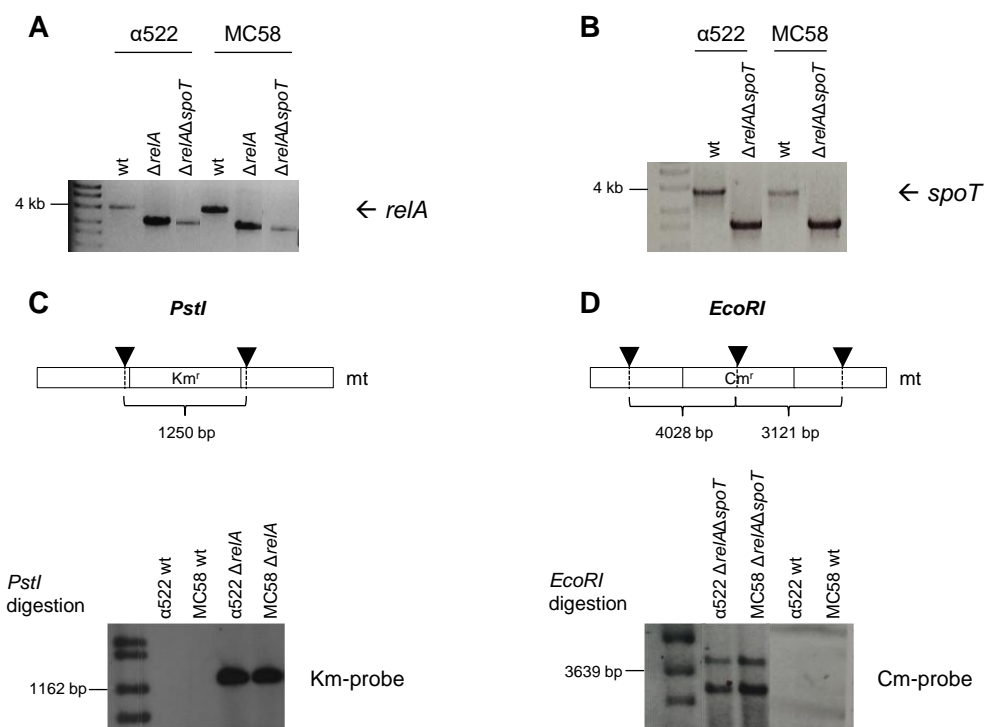 A
α522 MC58
wt
ΔrelA
ΔrelAΔspoT
wt
ΔrelA
ΔrelAΔspoT
4 kb
← relA
B
α522 MC58
wt
ΔrelAΔspoT
wt
ΔrelAΔspoT
4 kb
← spoT
C
PstI
Kmʳ
mt
1250 bp
PstI
digestion
α522 wt
MC58 wt
α522 ΔrelA
MC58 ΔrelA
1162 bp
Km-probe
D
EcoRI
Cmʳ
mt
4028 bp 3121 bp
EcoRI
digestion
α522 ΔrelAΔspoT
MC58 ΔrelAΔspoT
α522 wt
MC58 wt
3639 bp
Cm-probe